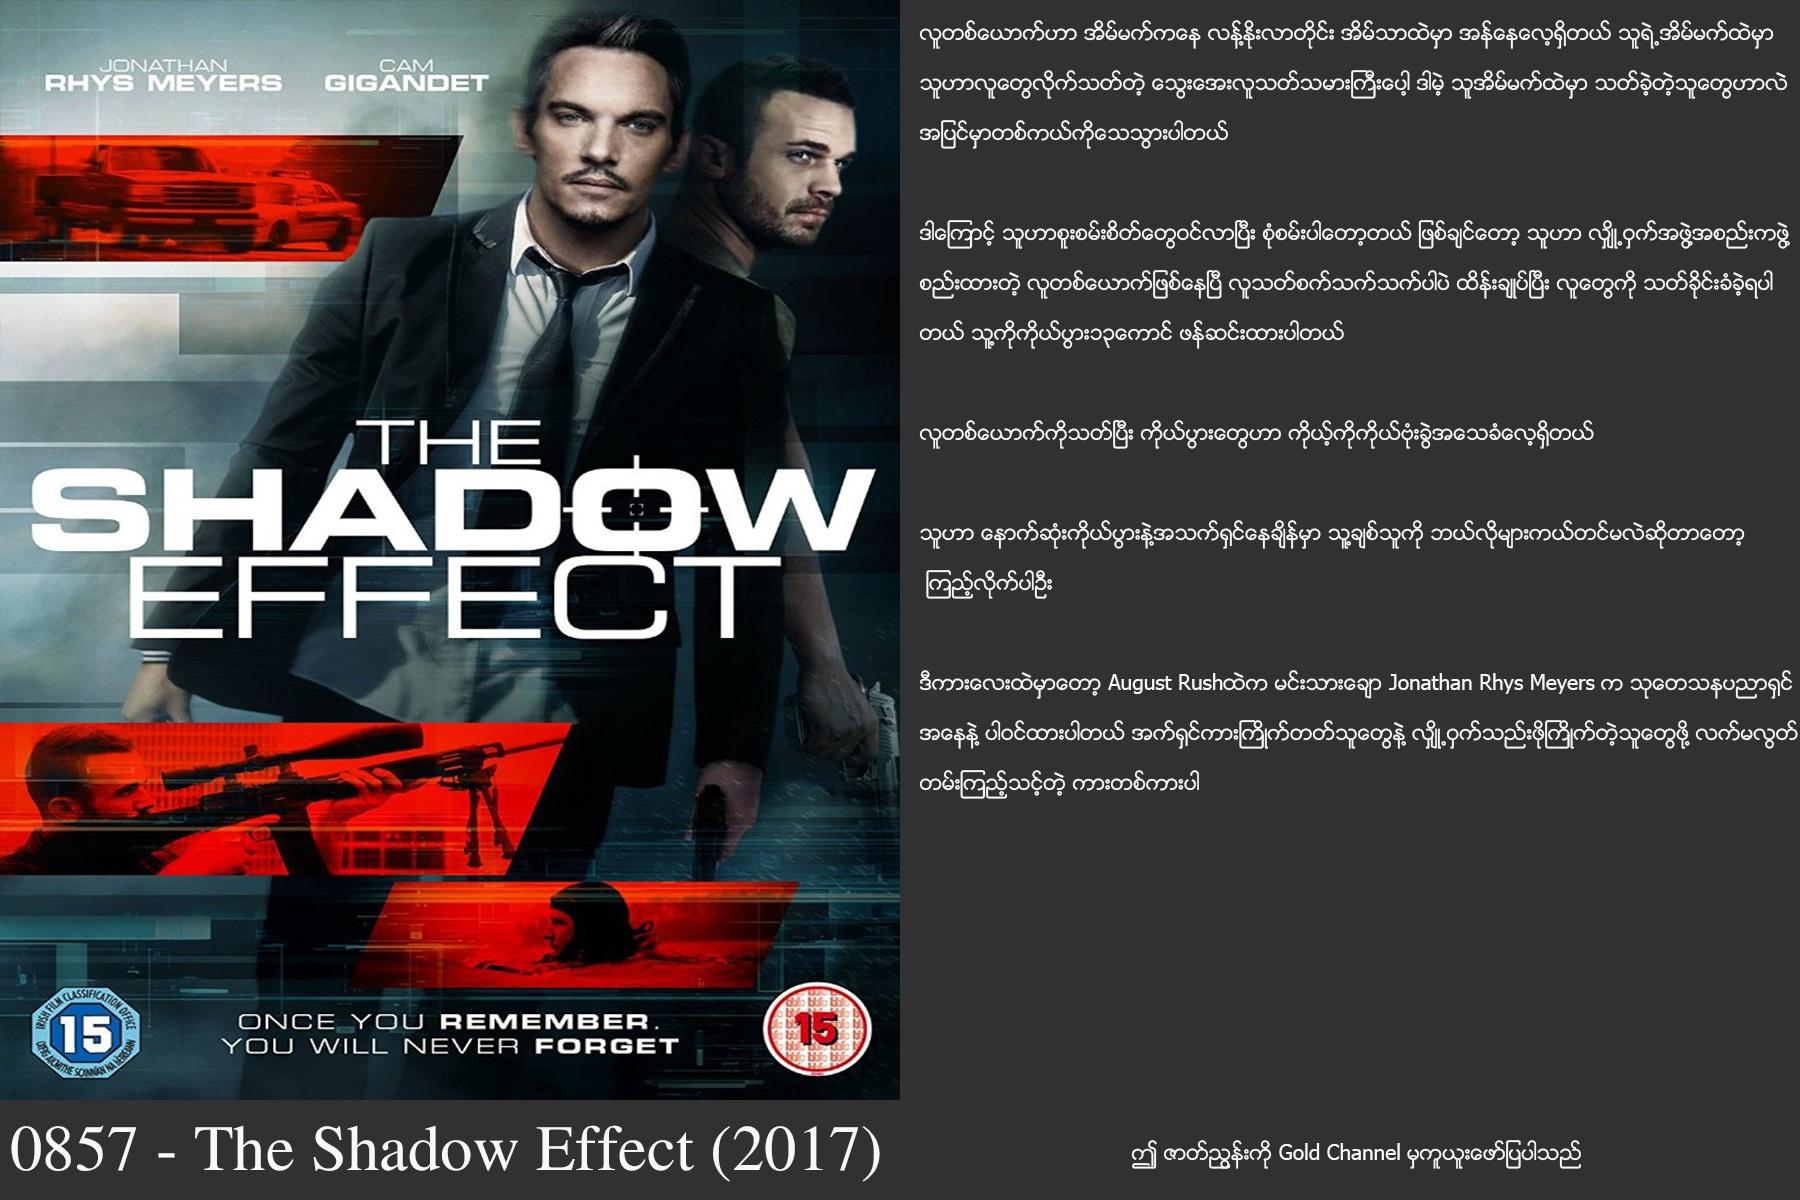 JONATHAN
RHYS MEYERS
CAM
GIGANDET
THE
SHADOW
EFFECT
IRISH FILM CLASSIFICATION OFFICE
15
ONCE YOU REMEMBER.
YOU WILL NEVER FORGET
15
0857 - The Shadow Effect (2017)
လူတစ်ယောက်ဟာ အိမ်မက်ကနေ လန့်နိုးလာတိုင်း အိမ်သာထဲမှာ အန်နေလေ့ရှိတယ် သူရဲ့ အိမ်မက်ထဲမှာ
သူဟာလူတွေလိုက်သတ်တဲ့ သွေးအေးလူသတ်သမားကြီးပေါ့ ဒါမဲ့ သူအိမ်မက်ထဲမှာ သတ်ခဲ့တဲ့သူတွေဟာလဲ
အပြင်မှာတစ်ကယ်ကိုသေသွားပါတယ်
ဒါကြောင့် သူဟာစူးစမ်းစိတ်တွေဝင်လာပြီး စုံစမ်းပါတော့တယ် ဖြစ်ချင်တော့ သူဟာ လျှို့ဝှက်အဖွဲ့အစည်းကဖွဲ့
စည်းထားတဲ့ လူတစ်ယောက်ဖြစ်နေပြီ လူသတ်စက်သက်သက်ပါပဲ ထိန်းချုပ်ပြီး လူတွေကို သတ်ခိုင်းခံခဲ့ရပါ
တယ် သူ့ကိုကိုယ်ပွား၁၃ကောင် ဖန်ဆင်းထားပါတယ်
လူတစ်ယောက်ကိုသတ်ပြီး ကိုယ်ပွားတွေဟာ ကိုယ့်ကိုကိုယ်ဗုံးခွဲအသေခံလေ့ရှိတယ်
သူဟာ နောက်ဆုံးကိုယ်ပွားနဲ့အသက်ရှင်နေချိန်မှာ သူ့ချစ်သူကို ဘယ်လိုများကယ်တင်မလဲဆိုတာတော့
ကြည့်လိုက်ပါဦး
ဒီကားလေးထဲမှာတော့ August Rushထဲက မင်းသားချော Jonathan Rhys Meyers က သုတေသနပညာရှင်
အနေနဲ့ ပါဝင်ထားပါတယ် အက်ရှင်ကားကြိုက်တတ်သူတွေနဲ့ လျှို့ဝှက်သည်းဖိုကြိုက်တဲ့သူတွေဖို့ လက်မလွတ်
တမ်းကြည့်သင့်တဲ့ ကားတစ်ကားပါ
ဤ ဇာတ်ညွှန်းကို Gold Channel မှကူယူးဖော်ပြပါသည်